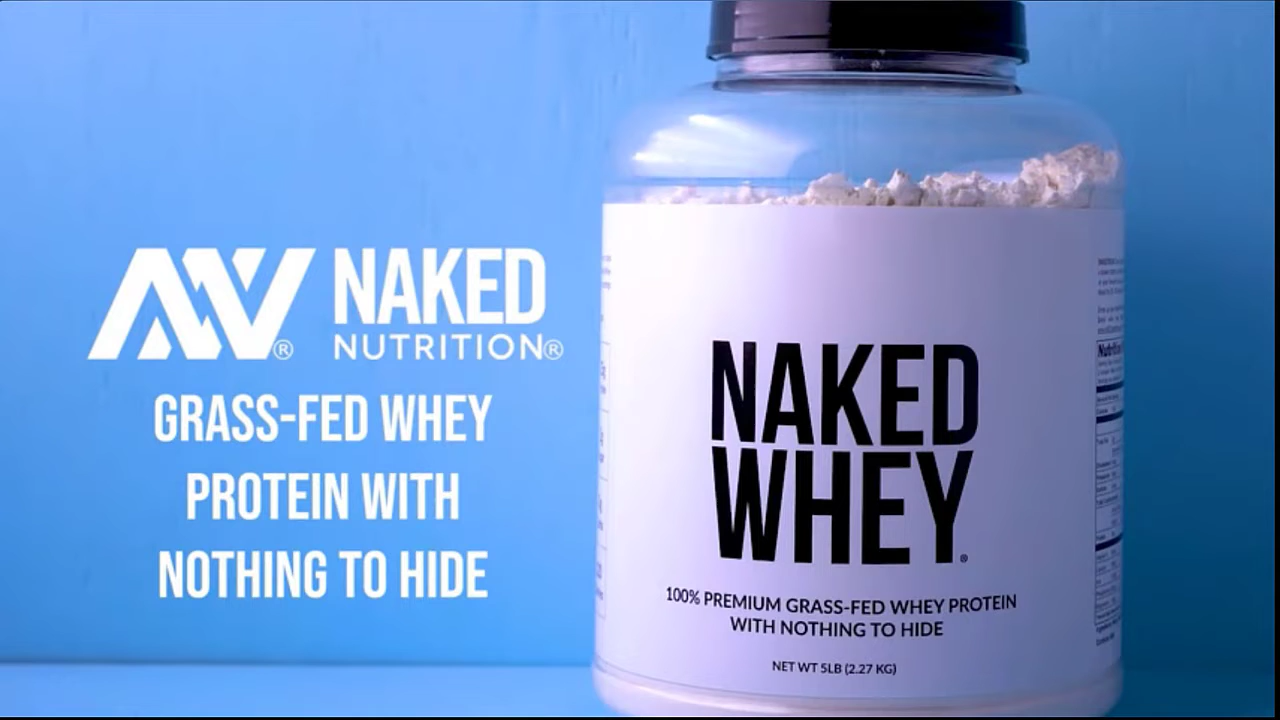 NAKED
NUTRITION®
GRASS-FED WHEY
PROTEIN WITH
NOTHING TO HIDE
NAKED
WHEY®
100% PREMIUM GRASS-FED WHEY PROTEIN
WITH NOTHING TO HIDE
NET WT 5LB (2.27 KG)